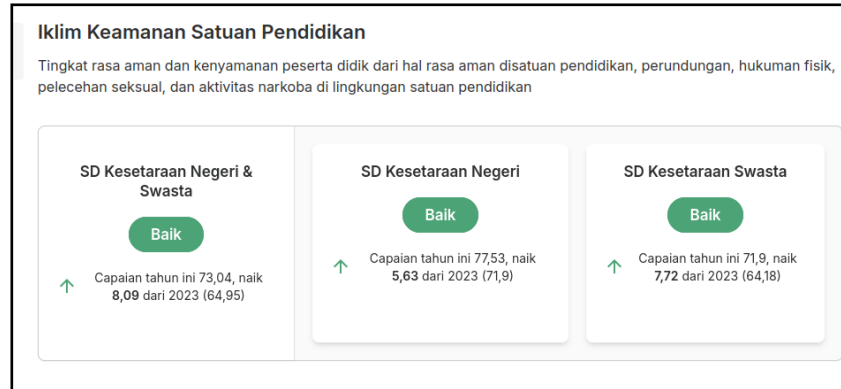 Iklim Keamanan Satuan Pendidikan
Tingkat rasa aman dan kenyamanan peserta didik dari hal rasa aman disatuan pendidikan, perundungan, hukuman fisik,
pelecehan seksual, dan aktivitas narkoba di lingkungan satuan pendidikan
SD Kesetaraan Negeri &
Swasta
Baik
Capaian tahun ini 73,04, naik
8,09 dari 2023 (64,95)
SD Kesetaraan Negeri
Baik
Capaian tahun ini 77,53, naik
5,63 dari 2023 (71,9)
SD Kesetaraan Swasta
Baik
Capaian tahun ini 71,9, naik
7,72 dari 2023 (64,18)